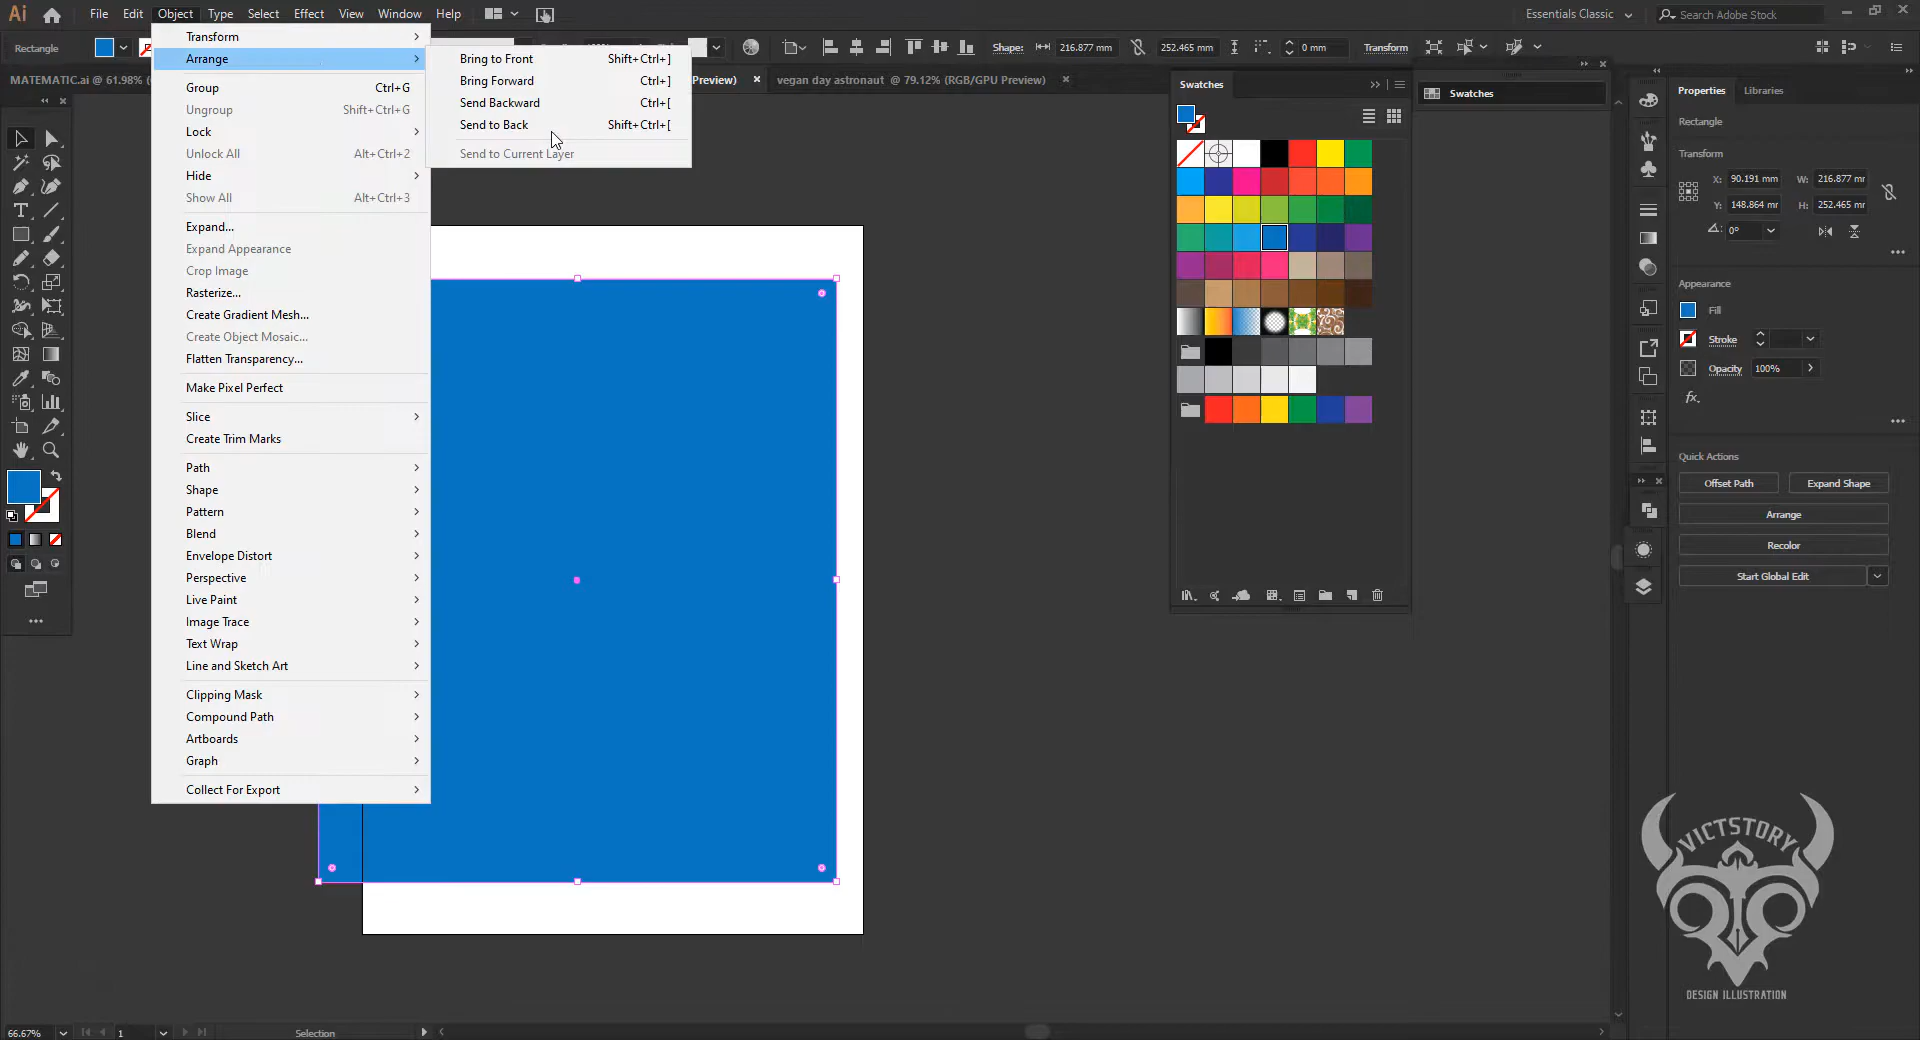 Ai File Edit Object Type Select Effect View Window Help Essentials Classic Search Adobe Stock
Rectangle Shape: 216.877 mm 252.465 mm 0 mm Transform
MATEMATIC.ai @ 61.98% Preview) × vegan day astronaut @ 79.12% (RGB/GPU Preview) ×
Transform
Arrange
Group Ctrl+G
Ungroup Shift+Ctrl+G
Lock
Unlock All Alt+Ctrl+2
Hide
Show All Alt+Ctrl+3
Expand...
Expand Appearance
Crop Image
Rasterize...
Create Gradient Mesh...
Create Object Mosaic...
Flatten Transparency...
Make Pixel Perfect
Slice
Create Trim Marks
Path
Shape
Pattern
Blend
Envelope Distort
Perspective
Live Paint
Image Trace
Text Wrap
Line and Sketch Art
Clipping Mask
Compound Path
Artboards
Graph
Collect For Export
Bring to Front Shift+Ctrl+]
Bring Forward Ctrl+]
Send Backward Ctrl+[
Send to Back Shift+Ctrl+[
Send to Current Layer
Swatches
Swatches
Properties Libraries
Rectangle
Transform
X: 90.191 mm W: 216.877 mm
Y: 148.864 mr H: 252.465 mr
0°
Appearance
Fill
Stroke
Opacity 100%
fx.
Quick Actions
Offset Path Expand Shape
Arrange
Recolor
Start Global Edit
VICTSTORY
DESIGN ILLUSTRATION
66.67% 1 Selection